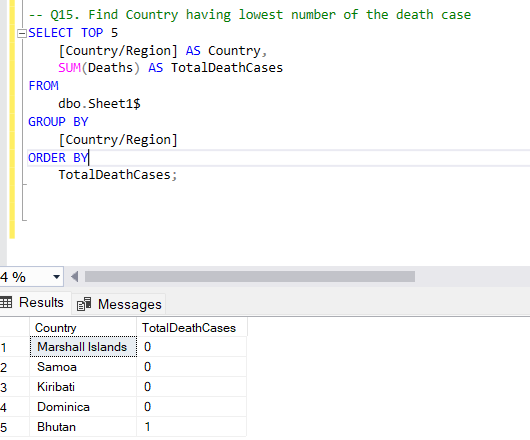 -- Q15. Find Country having lowest number of the death case
SELECT TOP 5
[Country/Region] AS Country,
SUM(Deaths) AS TotalDeathCases
FROM
dbo.Sheet1$
GROUP BY
[Country/Region]
ORDER BY
TotalDeathCases;
4 %
Results Messages
Country TotalDeathCases
1 Marshall Islands 0
2 Samoa 0
3 Kiribati 0
4 Dominica 0
5 Bhutan 1